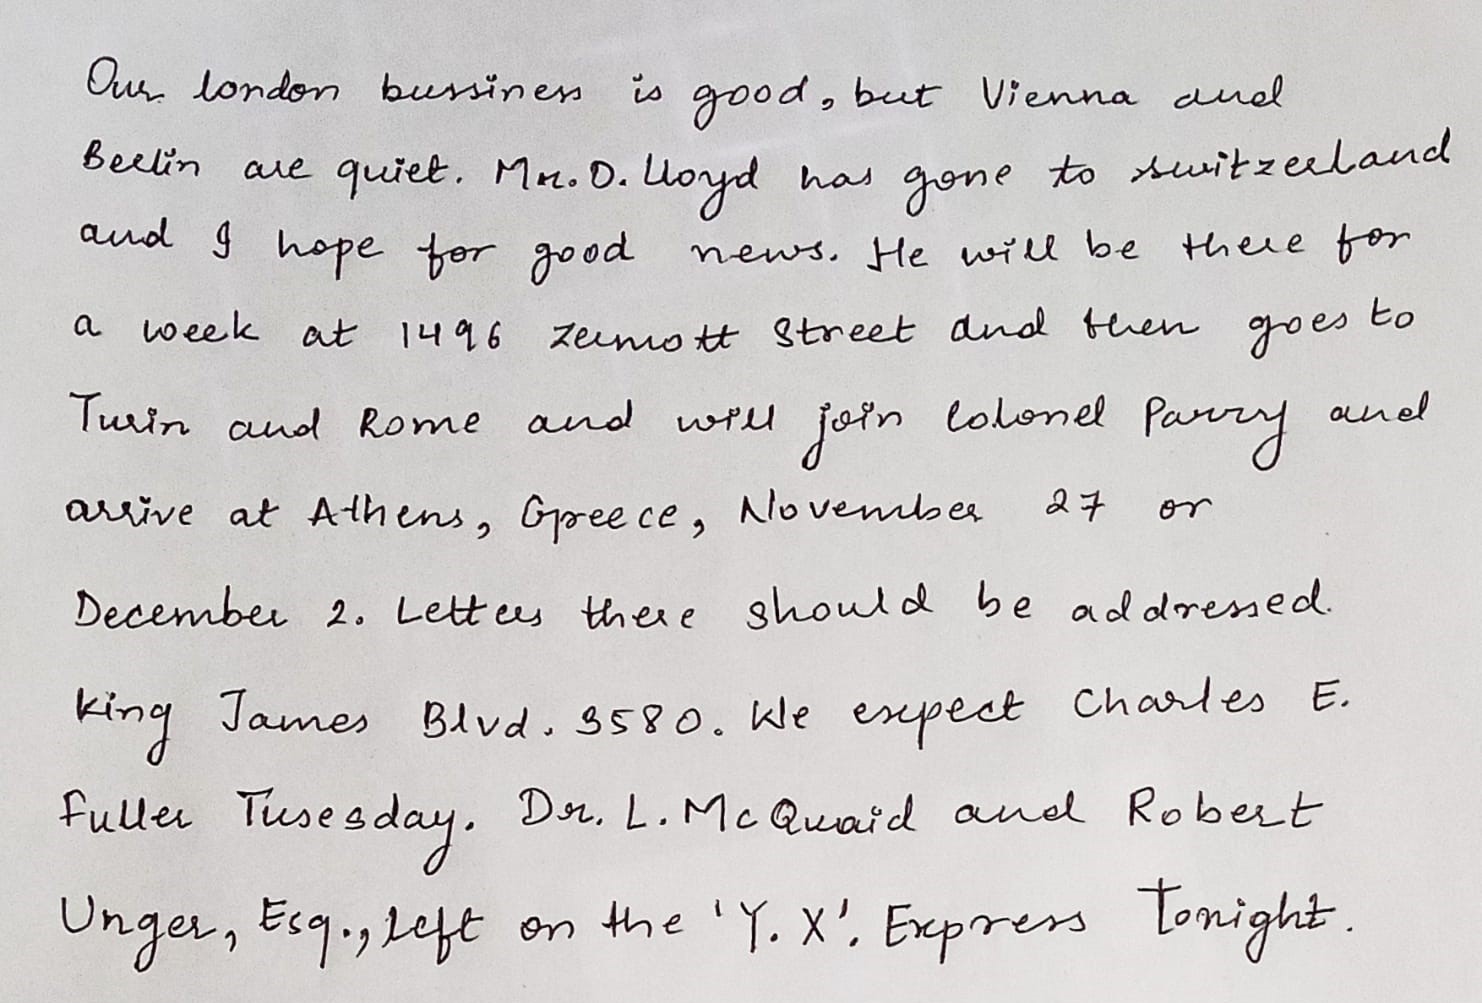 Our london bussiness is good, but Vienna and
Berlin are quiet. Mr. D. Lloyd has gone to switzerland
and I hope for good news. He will be there for
a week at 1496 Zermott Street and then goes to
Turin and Rome and will join Colonel Parry and
arrive at Athens, Greece, November 27 or
December 2. Letters there should be addressed.
king James Blvd. 3580. We expect Charles E.
Fuller Tusesday. Dr. L. McQuaid and Robert
Unger, Esq., left on the 'Y. X'. Express Tonight.